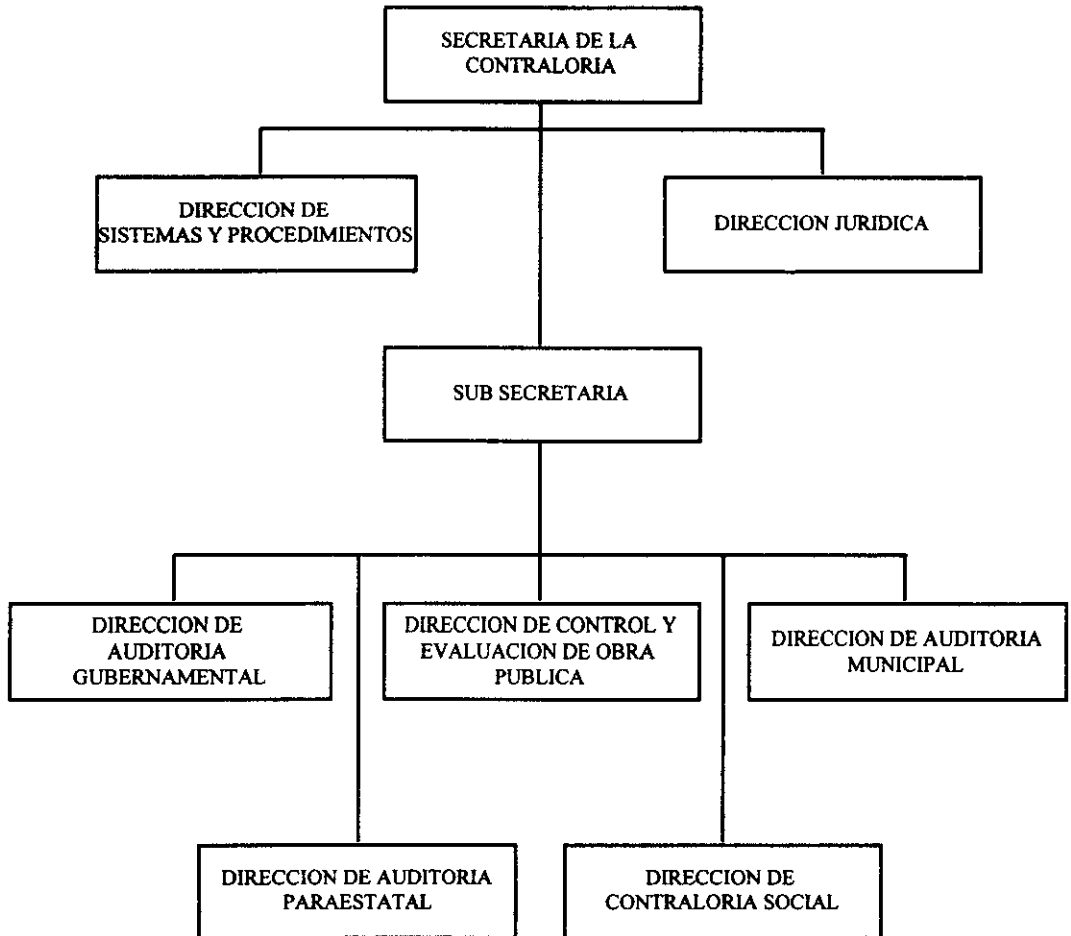 SECRETARIA DE LA
CONTRALORIA
DIRECCION DE
SISTEMAS Y PROCEDIMIENTOS
DIRECCION JURIDICA
SUB SECRETARIA
DIRECCION DE
AUDITORIA
GUBERNAMENTAL
DIRECCION DE CONTROL Y
EVALUACION DE OBRA
PUBLICA
DIRECCION DE AUDITORIA
MUNICIPAL
DIRECCION DE AUDITORIA
PARAESTATAL
DIRECCION DE
CONTRALORIA SOCIAL